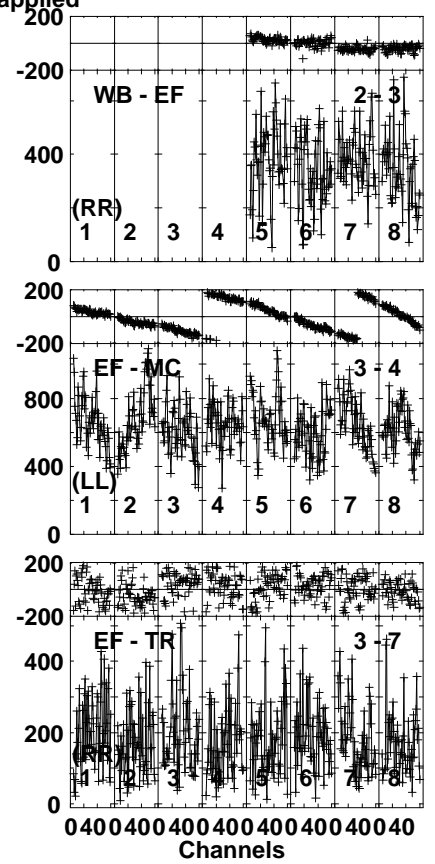 applied
200
-200
WB - EF 2 - 3
400
(RR)
1 2 3 4 5 6 7 8
0
200
-200
EF - MC 3 - 4
800
400
(LL)
1 2 3 4 5 6 7 8
0
200
-200
EF - TR 3 - 7
400
200
(RR)
1 2 3 4 5 6 7 8
0
0 40 0 40 0 40 0 40 0 40 0 40 0 40 0 40
Channels